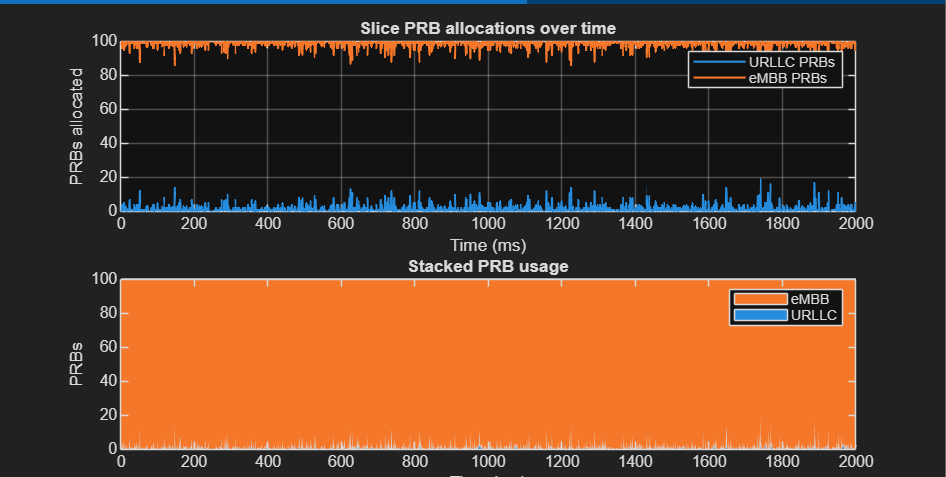 Slice PRB allocations over time
PRBs allocated
100
80
60
40
20
0
URLLC PRBs
eMBB PRBs
0 200 400 600 800 1000 1200 1400 1600 1800 2000
Time (ms)
Stacked PRB usage
PRBs
100
80
60
40
20
0
eMBB
URLLC
0 200 400 600 800 1000 1200 1400 1600 1800 2000